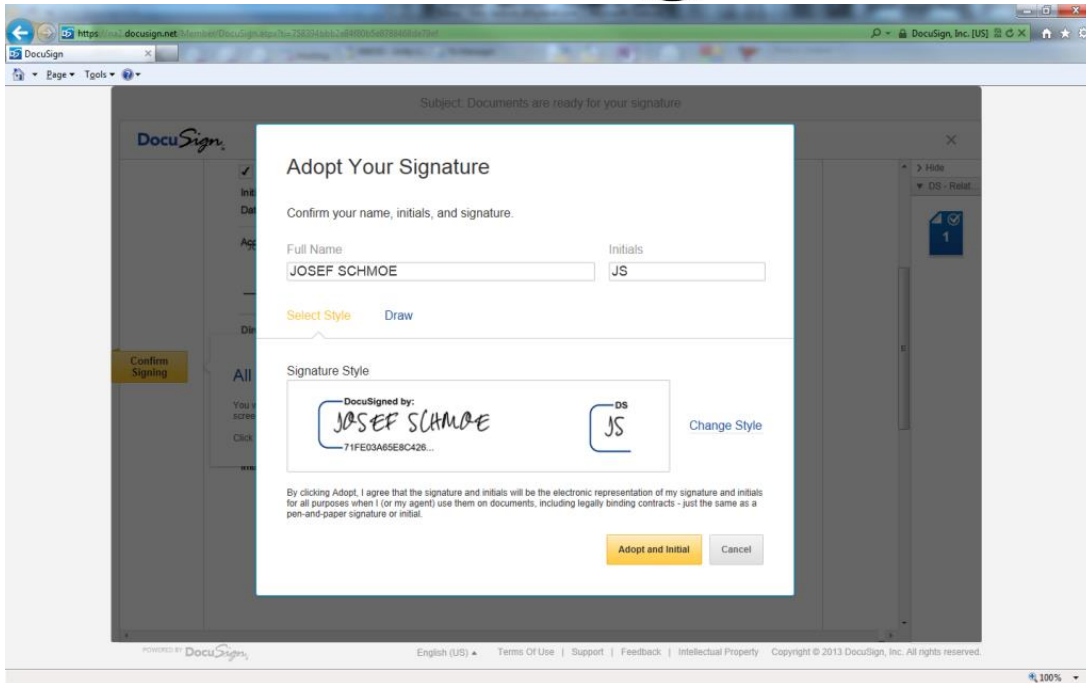 https://na2.docusign.net/Member/DocuSign.aspx?
DocuSign, Inc. [US]
DocuSign
Page Tools
Subject: Documents are ready for your signature
DocuSign
Hide
DS - Relat...
1
Confirm
Signing
All
Click
Adopt Your Signature
Confirm your name, initials, and signature.
Full Name Initials
JOSEF SCHMOE JS
Select Style Draw
Signature Style
DocuSigned by: DS
JOSEF SCHMOE JS
71FE03A65E8C426...
Change Style
By clicking Adopt, I agree that the signature and initials will be the electronic representation of my signature and initials
for all purposes when I (or my agent) use them on documents, including legally binding contracts - just the same as a
pen-and-paper signature or initial.
Adopt and Initial Cancel
POWERED BY DocuSign
English (US) Terms Of Use | Support | Feedback | Intellectual Property Copyright © 2013 DocuSign, Inc. All rights reserved.
100%